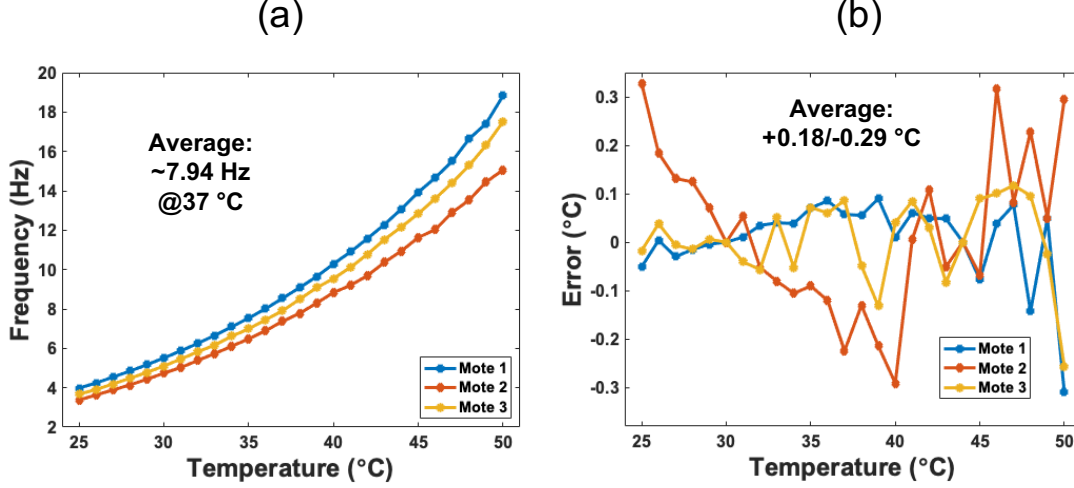 (a)
20
18
16
14
12
10
8
6
4
2
Frequency (Hz)
Average:
~7.94 Hz
@37 °C
Mote 1
Mote 2
Mote 3
25 30 35 40 45 50
Temperature (°C)
(b)
0.3
0.2
0.1
0
-0.1
-0.2
-0.3
Error (°C)
Average:
+0.18/-0.29 °C
Mote 1
Mote 2
Mote 3
25 30 35 40 45 50
Temperature (°C)